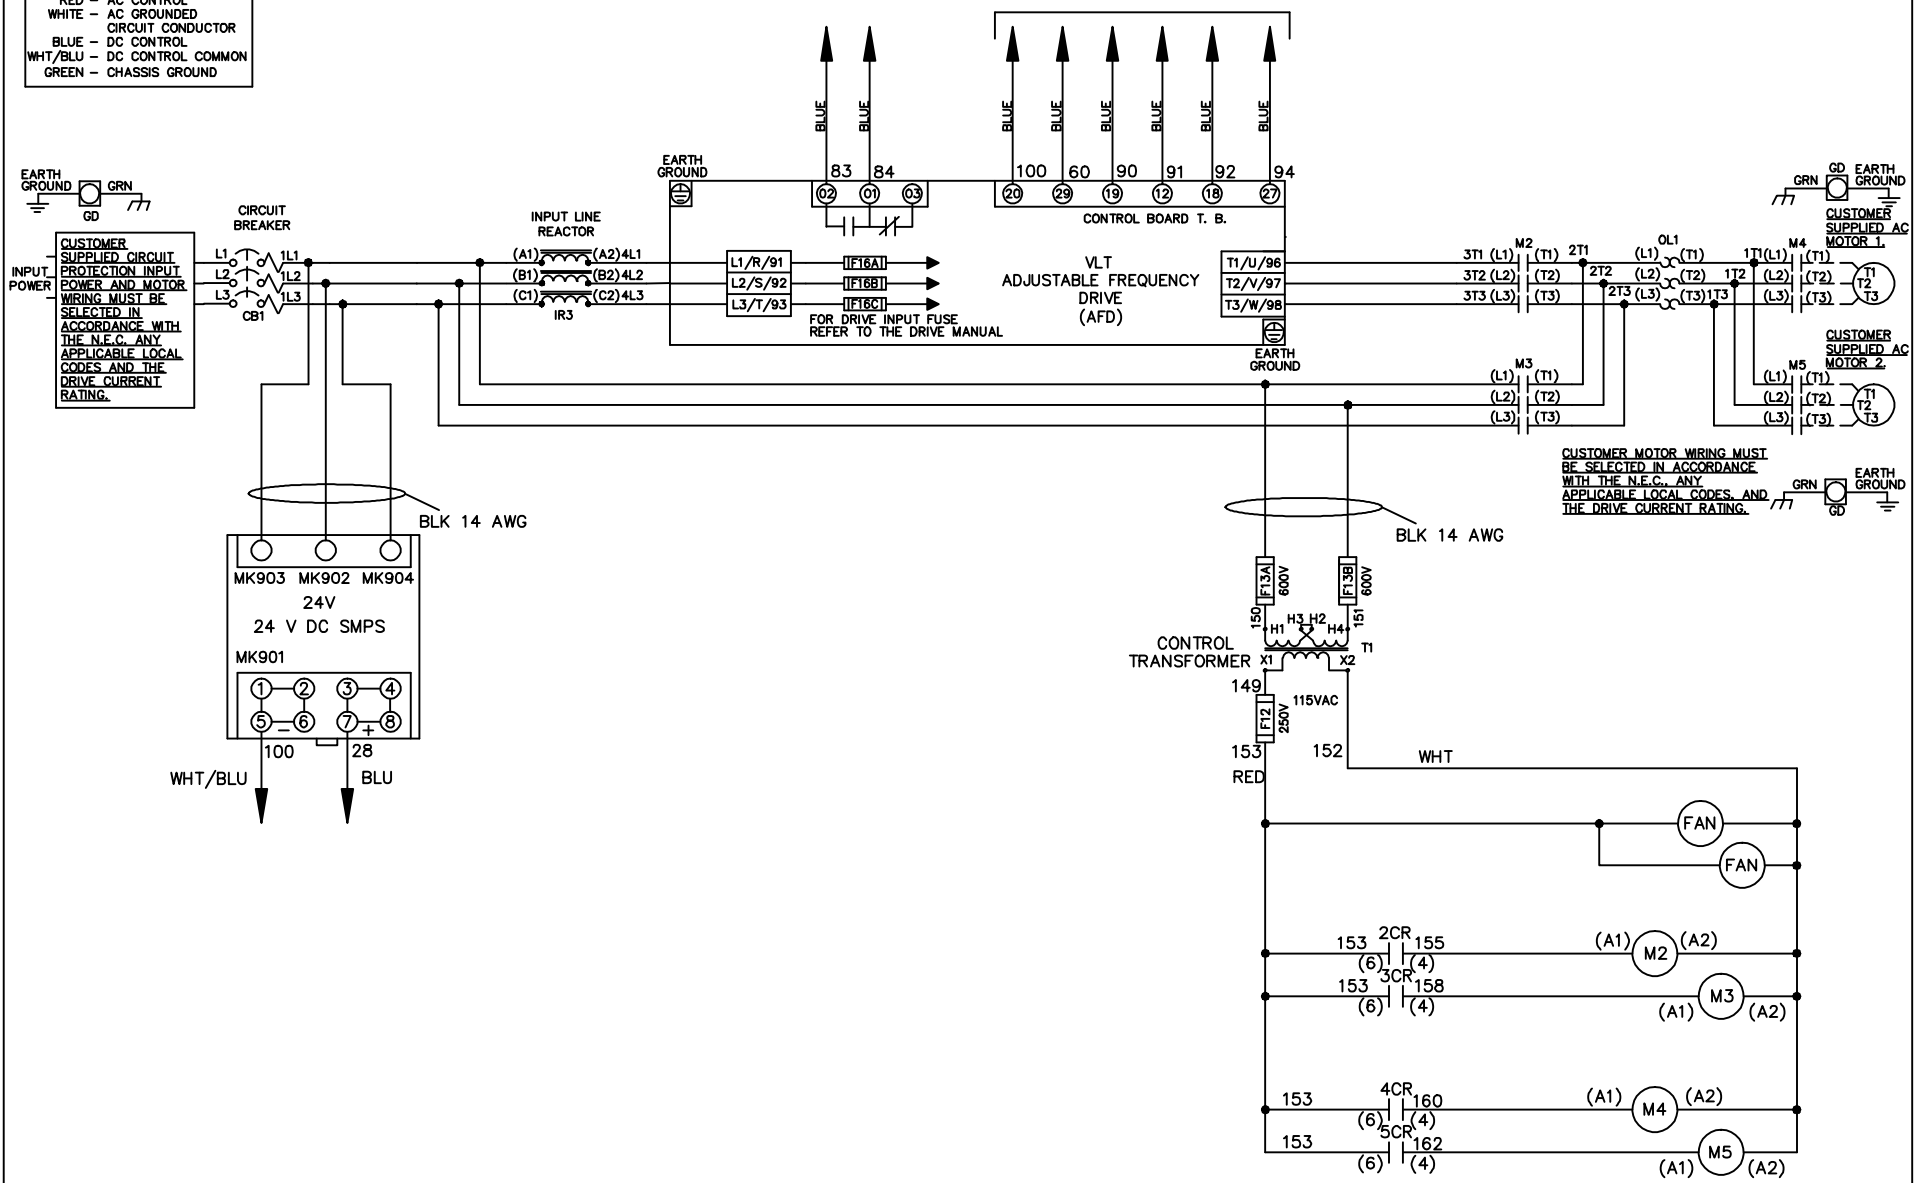 RED – AC CONTROL
WHITE – AC GROUNDED
CIRCUIT CONDUCTOR
BLUE – DC CONTROL
WHT/BLU – DC CONTROL COMMON
GREEN – CHASSIS GROUND
BLUE BLUE BLUE BLUE BLUE BLUE BLUE BLUE
EARTH
GROUND
GRN
GD
CIRCUIT
BREAKER
INPUT
POWER
CUSTOMER
SUPPLIED CIRCUIT
PROTECTION INPUT
POWER AND MOTOR
WIRING MUST BE
SELECTED IN
ACCORDANCE WITH
THE N.E.C. ANY
APPLICABLE LOCAL
CODES AND THE
DRIVE CURRENT
RATING.
L1 1L1
L2 1L2
L3 1L3
CB1
INPUT LINE
REACTOR
(A1) (A2) 4L1
(B1) (B2) 4L2
(C1) (C2) 4L3
IR3
EARTH
GROUND
83 84
02 01 03
100 60 90 91 92 94
20 29 19 12 18 27
CONTROL BOARD T. B.
L1/R/91 F16A
L2/S/92 F16B
L3/T/93 F16C
FOR DRIVE INPUT FUSE
REFER TO THE DRIVE MANUAL
VLT
ADJUSTABLE FREQUENCY
DRIVE
(AFD)
T1/U/96
T2/V/97
T3/W/98
EARTH
GROUND
M2
3T1 (L1) (T1) 2T1
3T2 (L2) (T2) 2T2
3T3 (L3) (T3) 2T3
OL1
(L1) (T1) 1T1
(L2) (T2) 1T2
(L3) (T3) 1T3
M4
(L1) (T1)
(L2) (T2)
(L3) (T3)
T1
T2
T3
GRN GD EARTH
GROUND
CUSTOMER
SUPPLIED AC
MOTOR 1.
M3
(L1) (T1)
(L2) (T2)
(L3) (T3)
CUSTOMER
SUPPLIED AC
MOTOR 2.
M5
(L1) (T1)
(L2) (T2)
(L3) (T3)
T1
T2
T3
CUSTOMER MOTOR WIRING MUST
BE SELECTED IN ACCORDANCE
WITH THE N.E.C., ANY
APPLICABLE LOCAL CODES, AND
THE DRIVE CURRENT RATING.
GRN GD EARTH
GROUND
BLK 14 AWG
MK903 MK902 MK904
24V
24 V DC SMPS
MK901
1 2 3 4
5 6 7 8
– +
100 28
WHT/BLU BLU
BLK 14 AWG
F13A 600V F13B 600V
150 151
H1 H3 H2 H4
T1
CONTROL
TRANSFORMER
X1 X2
149
115VAC
F12 250V
153 152
RED
WHT
FAN
FAN
2CR
153 155 (A1) M2 (A2)
(6) (4)
3CR
153 158 M3
(6) (4) (A1) (A2)
4CR
153 160 (A1) M4 (A2)
(6) (4)
5CR
153 162 M5
(6) (4) (A1) (A2)